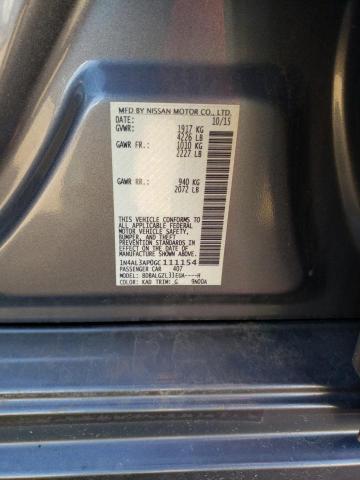 MFD BY NISSAN MOTOR CO., LTD.
DATE: 10/15
GVWR: 1917 KG
4226 LB
GAWR FR.: 1010 KG
2227 LB
GAWR RR.: 940 KG
2072 LB
THIS VEHICLE CONFORMS TO
ALL APPLICABLE FEDERAL
MOTOR VEHICLE SAFETY,
BUMPER, AND THEFT
PREVENTION STANDARDS
IN EFFECT ON THE DATE OF
MANUFACTURE SHOWN ABOVE.
1N4AL3AP0GC111154
PASSENGER CAR 407
MODEL: BDBALGZL33EUA----H
COLOR: KAD TRIM: G 9N00A